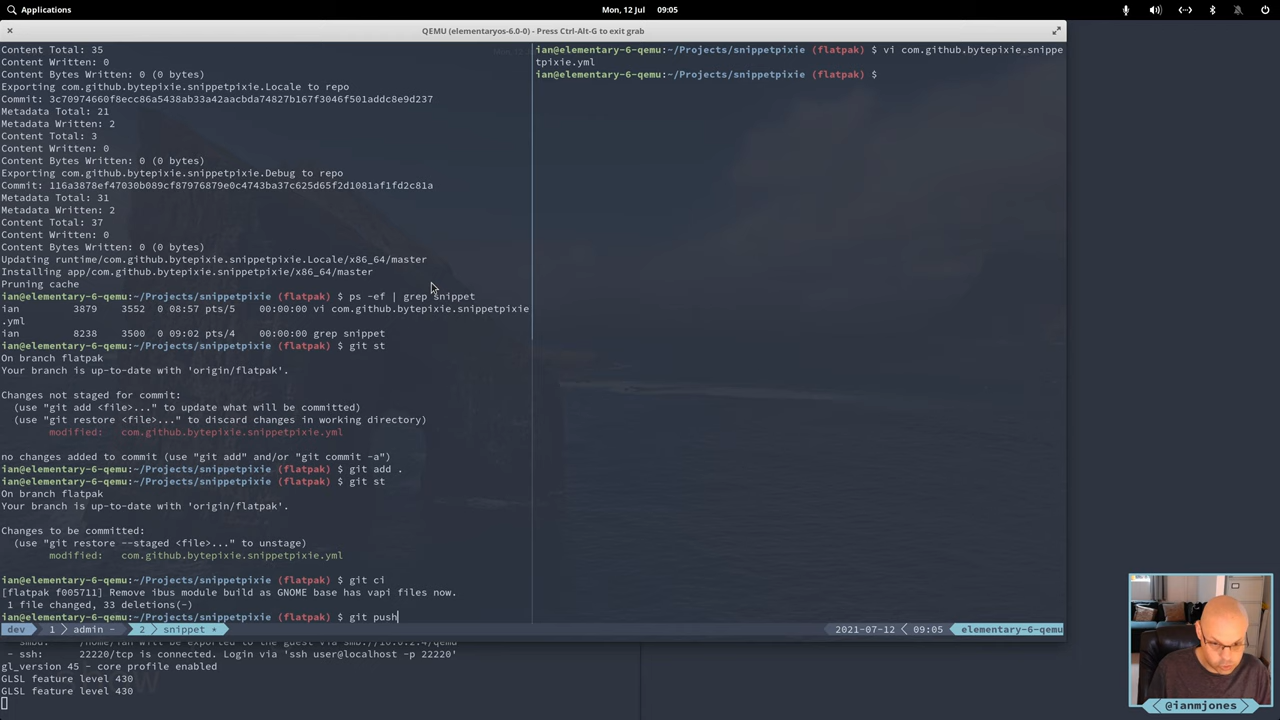 Applications
Mon, 12 Jul 09:05
QEMU (elementaryos-6.0-0) - Press Ctrl-Alt-G to exit grab
Content Total: 35
Content Written: 0
Content Bytes Written: 0 (0 bytes)
Exporting com.github.bytepixie.snippetpixie.Locale to repo
Commit: 3c70974660f8ecc86a5438ab33a42aacbda74827b167f3046f501addc8e9d237
Metadata Total: 21
Metadata Written: 2
Content Total: 3
Content Written: 0
Content Bytes Written: 0 (0 bytes)
Exporting com.github.bytepixie.snippetpixie.Debug to repo
Commit: 116a3878ef47030b089cf87976879e0c4743ba37c625d65f2d1081af1fd2c81a
Metadata Total: 31
Metadata Written: 2
Content Total: 37
Content Written: 0
Content Bytes Written: 0 (0 bytes)
Updating runtime/com.github.bytepixie.snippetpixie.Locale/x86_64/master
Installing app/com.github.bytepixie.snippetpixie/x86_64/master
Pruning cache
ian@elementary-6-qemu:~/Projects/snippetpixie (flatpak) $ ps -ef | grep snippet
ian 3879 3552 0 08:57 pts/5 00:00:00 vi com.github.bytepixie.snippetpixie
.yml
ian 8238 3500 0 09:02 pts/4 00:00:00 grep snippet
ian@elementary-6-qemu:~/Projects/snippetpixie (flatpak) $ git st
On branch flatpak
Your branch is up-to-date with 'origin/flatpak'.
Changes not staged for commit:
(use "git add <file>..." to update what will be committed)
(use "git restore <file>..." to discard changes in working directory)
modified: com.github.bytepixie.snippetpixie.yml
no changes added to commit (use "git add" and/or "git commit -a")
ian@elementary-6-qemu:~/Projects/snippetpixie (flatpak) $ git add .
ian@elementary-6-qemu:~/Projects/snippetpixie (flatpak) $ git st
On branch flatpak
Your branch is up-to-date with 'origin/flatpak'.
Changes to be committed:
(use "git restore --staged <file>..." to unstage)
modified: com.github.bytepixie.snippetpixie.yml
ian@elementary-6-qemu:~/Projects/snippetpixie (flatpak) $ git ci
[flatpak f005711] Remove ibus module build as GNOME base has vapi files now.
1 file changed, 33 deletions(-)
ian@elementary-6-qemu:~/Projects/snippetpixie (flatpak) $ git push
ian@elementary-6-qemu:~/Projects/snippetpixie (flatpak) $ vi com.github.bytepixie.snippe
tpixie.yml
ian@elementary-6-qemu:~/Projects/snippetpixie (flatpak) $
dev 1 admin - 2 snippet * 2021-07-12 09:05 elementary-6-qemu
- ssh: 22220/tcp is connected. Login via 'ssh user@localhost -p 22220'
gl_version 45 - core profile enabled
GLSL feature level 430
GLSL feature level 430
@ianmjones